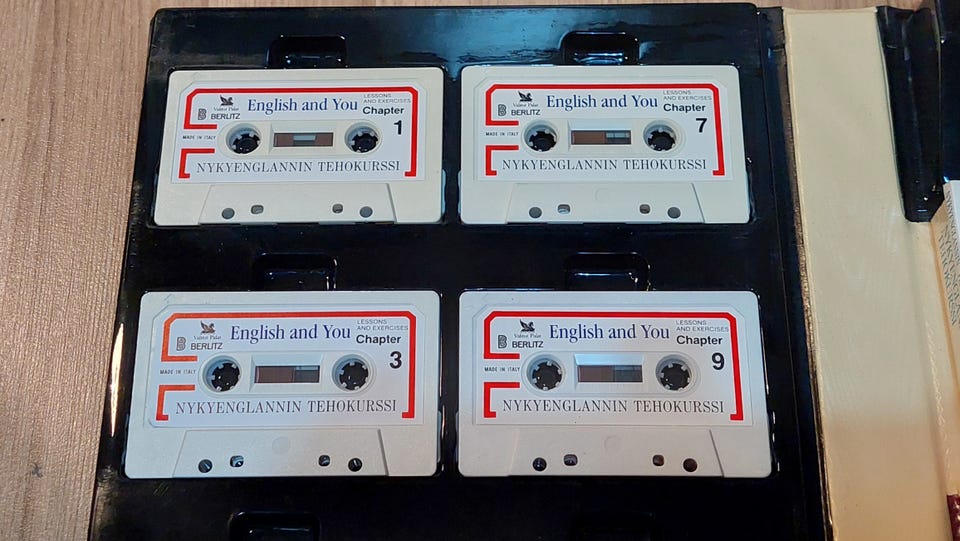 Valitut Palat
BERLITZ
English and You
LESSONS
AND EXERCISES
Chapter
1
MADE IN ITALY
NYKYENGLANNIN TEHOKURSSI
Valitut Palat
BERLITZ
English and You
LESSONS
AND EXERCISES
Chapter
7
MADE IN ITALY
NYKYENGLANNIN TEHOKURSSI
Valitut Palat
BERLITZ
English and You
LESSONS
AND EXERCISES
Chapter
3
MADE IN ITALY
NYKYENGLANNIN TEHOKURSSI
Valitut Palat
BERLITZ
English and You
LESSONS
AND EXERCISES
Chapter
9
MADE IN ITALY
NYKYENGLANNIN TEHOKURSSI